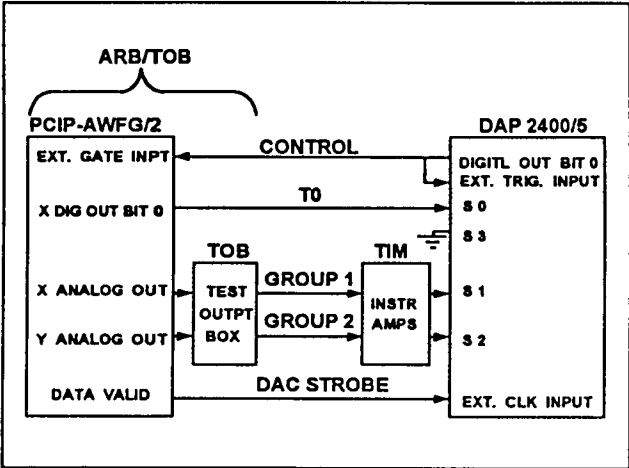 ARB/TOB
PCIP-AWFG/2
DAP 2400/5
EXT. GATE INPT
CONTROL
DIGITL OUT BIT 0
EXT. TRIG. INPUT
X DIG OUT BIT 0
T0
S 0
S 3
TOB
TIM
X ANALOG OUT
TEST
OUTPT
BOX
GROUP 1
INSTR
AMPS
S 1
Y ANALOG OUT
GROUP 2
S 2
DATA VALID
DAC STROBE
EXT. CLK INPUT